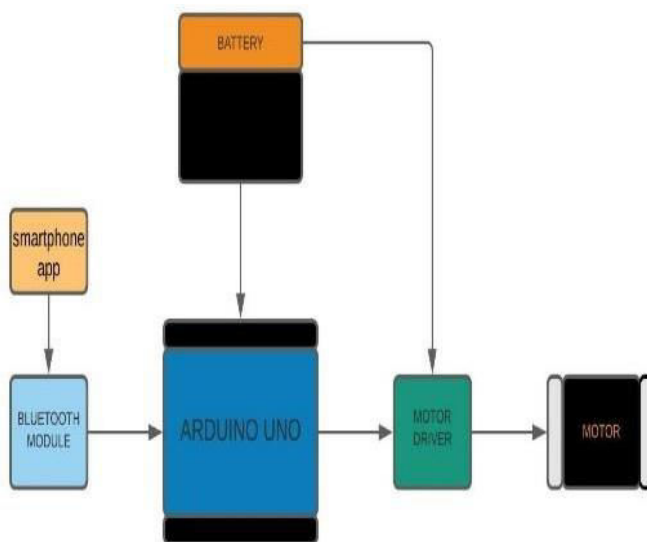 BATTERY
smartphone
app
BLUETOOTH
MODULE
ARDUINO UNO
MOTOR
DRIVER
MOTOR